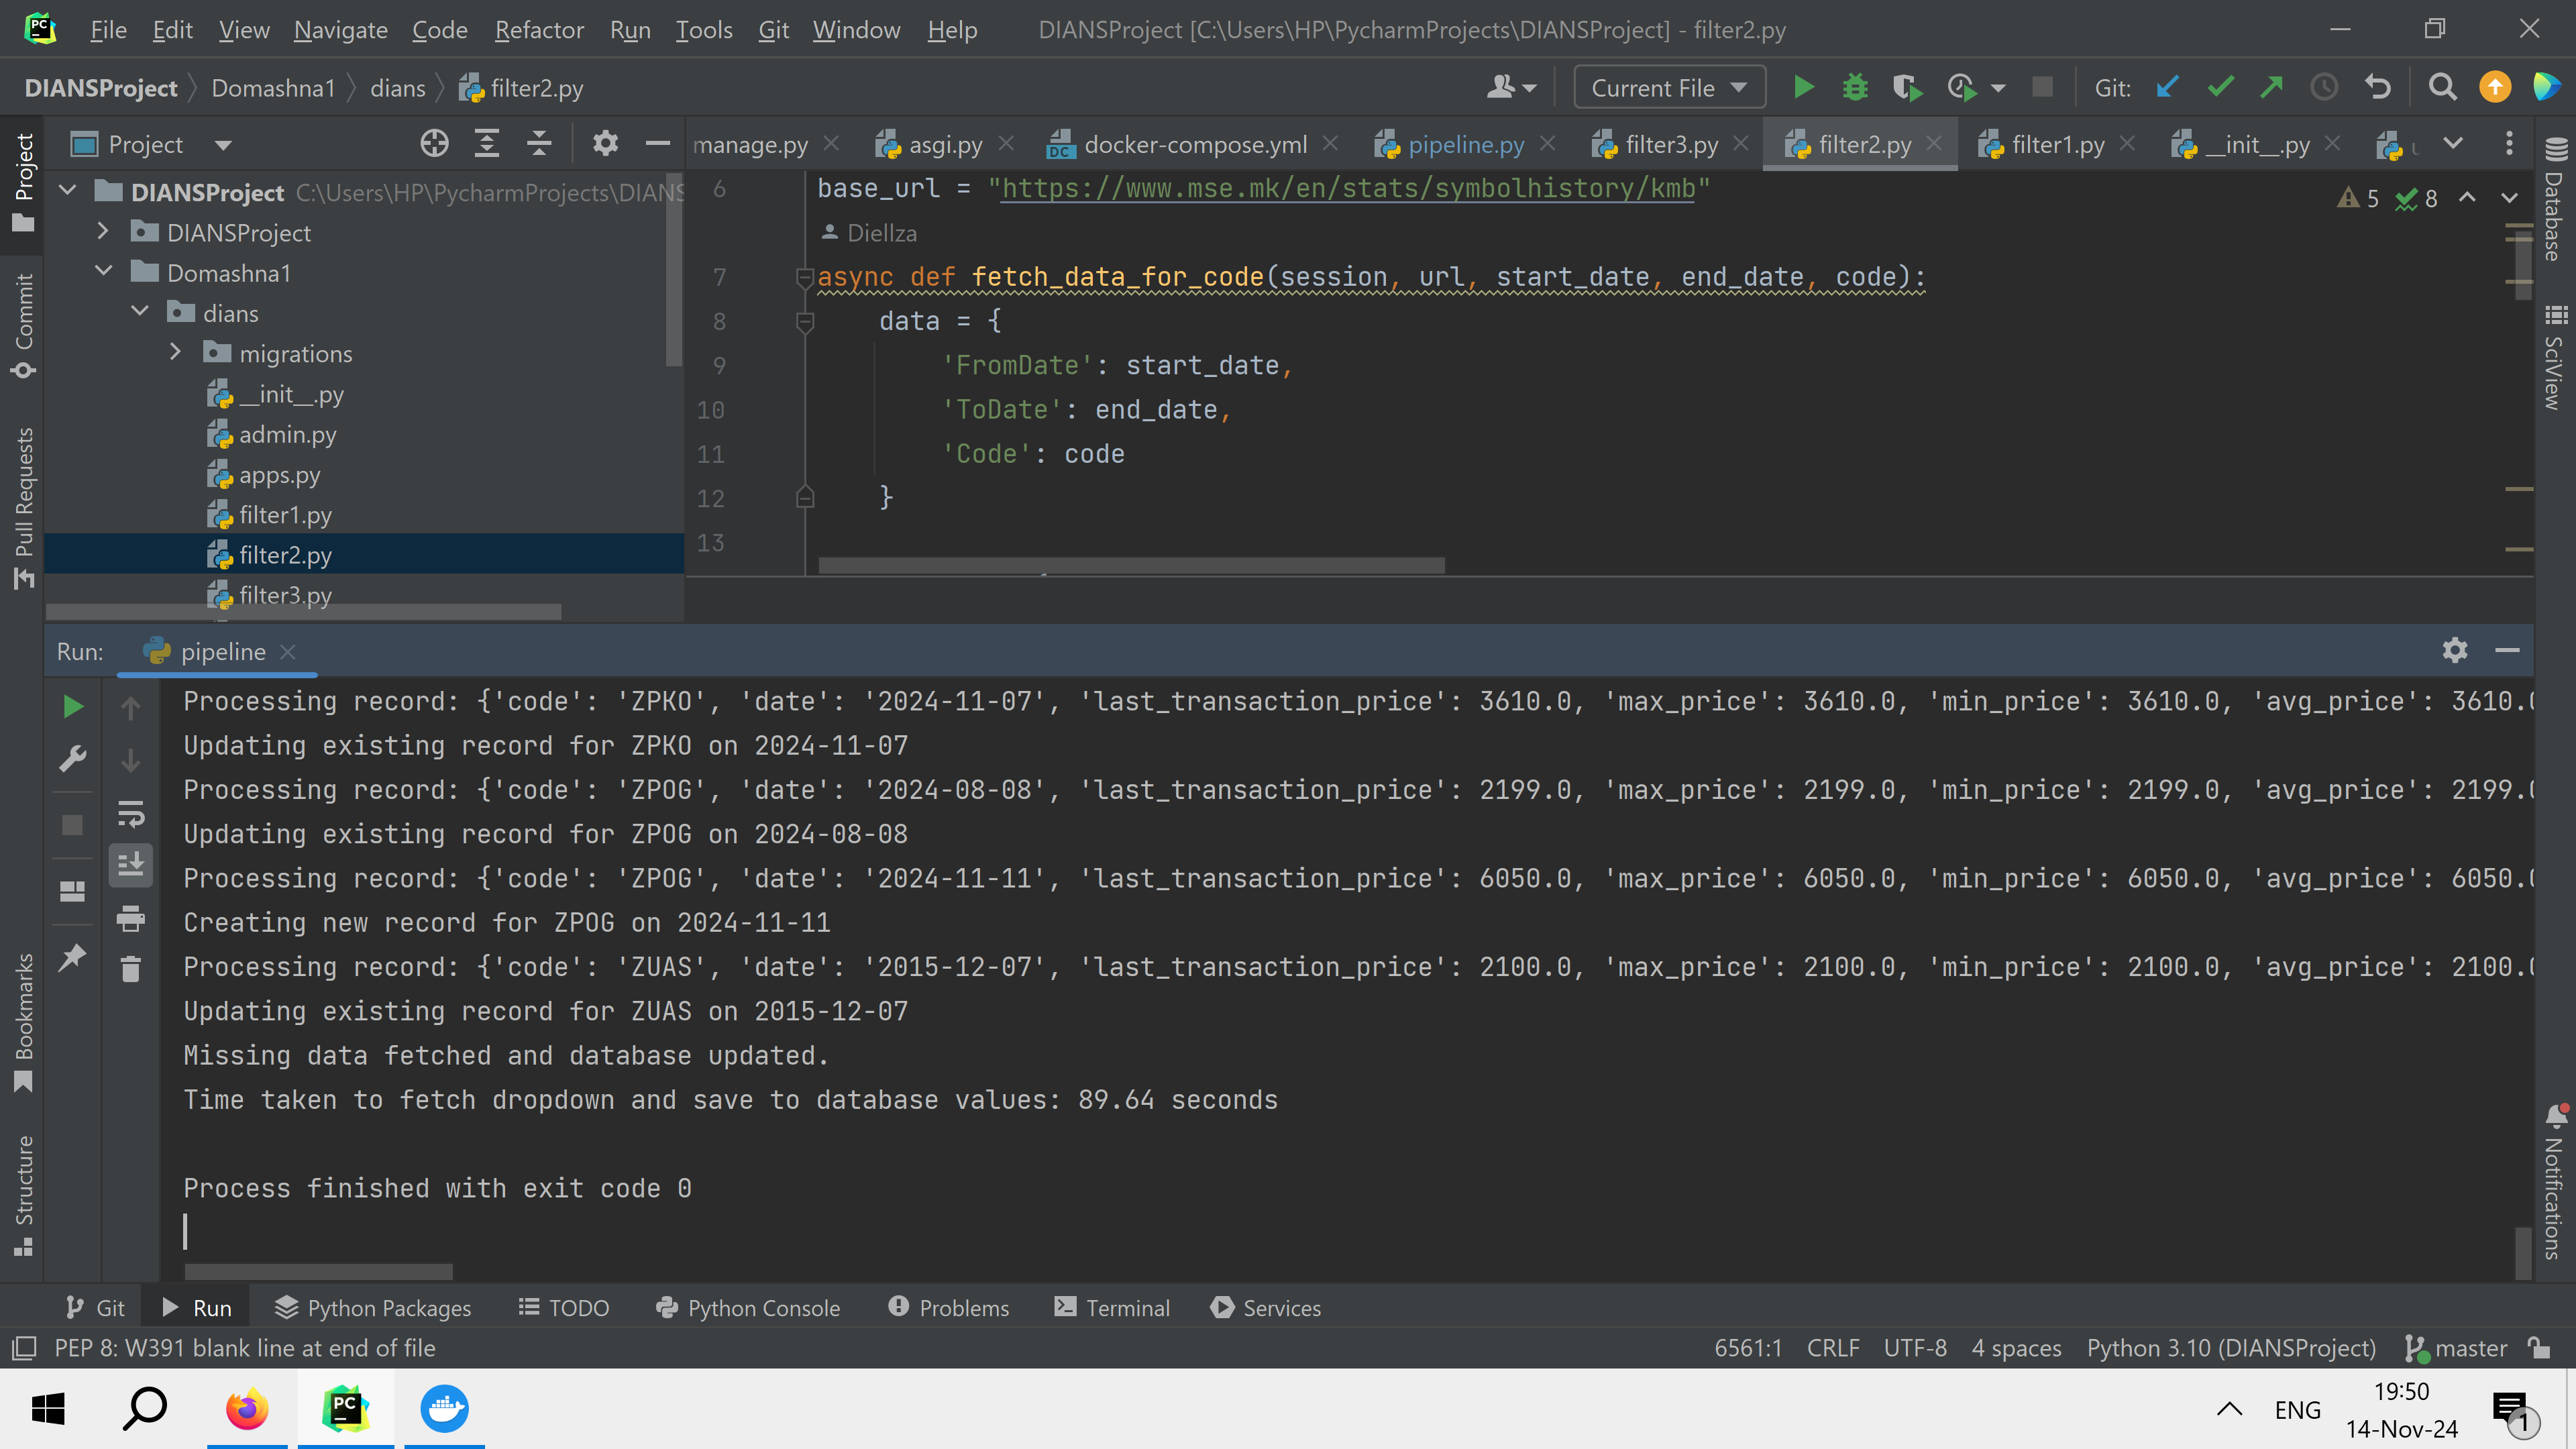 PC
File Edit View Navigate Code Refactor Run Tools Git Window Help DIANSProject [C:\Users\HP\PycharmProjects\DIANSProject] - filter2.py
DIANSProject Domashna1 dians filter2.py Current File Git:
Project
manage.py asgi.py docker-compose.yml pipeline.py filter3.py filter2.py filter1.py __init__.py
DC
DIANSProject C:\Users\HP\PycharmProjects\DIANS
DIANSProject
Domashna1
dians
migrations
__init__.py
admin.py
apps.py
filter1.py
filter2.py
filter3.py
6 base_url = "https://www.mse.mk/en/stats/symbolhistory/kmb"
5 8
Diellza
7 async def fetch_data_for_code(session, url, start_date, end_date, code):
8 data = {
9 'FromDate': start_date,
10 'ToDate': end_date,
11 'Code': code
12 }
13
Project
Commit
Pull Requests
Bookmarks
Structure
Database
SciView
Notifications
Run: pipeline
Processing record: {'code': 'ZPKO', 'date': '2024-11-07', 'last_transaction_price': 3610.0, 'max_price': 3610.0, 'min_price': 3610.0, 'avg_price': 3610.0
Updating existing record for ZPKO on 2024-11-07
Processing record: {'code': 'ZPOG', 'date': '2024-08-08', 'last_transaction_price': 2199.0, 'max_price': 2199.0, 'min_price': 2199.0, 'avg_price': 2199.0
Updating existing record for ZPOG on 2024-08-08
Processing record: {'code': 'ZPOG', 'date': '2024-11-11', 'last_transaction_price': 6050.0, 'max_price': 6050.0, 'min_price': 6050.0, 'avg_price': 6050.0
Creating new record for ZPOG on 2024-11-11
Processing record: {'code': 'ZUAS', 'date': '2015-12-07', 'last_transaction_price': 2100.0, 'max_price': 2100.0, 'min_price': 2100.0, 'avg_price': 2100.0
Updating existing record for ZUAS on 2015-12-07
Missing data fetched and database updated.
Time taken to fetch dropdown and save to database values: 89.64 seconds
Process finished with exit code 0
Git Run Python Packages TODO Python Console Problems Terminal Services
PEP 8: W391 blank line at end of file 6561:1 CRLF UTF-8 4 spaces Python 3.10 (DIANSProject) master
PC
ENG
19:50
14-Nov-24
1